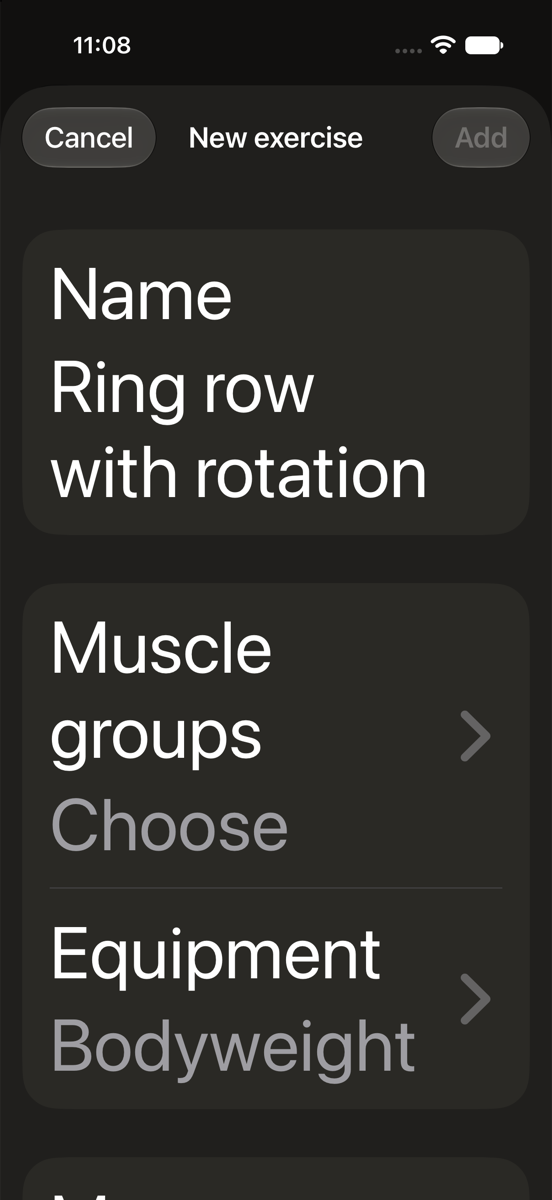 11:08
Cancel
New exercise
Add
Name
Ring row
with rotation
Muscle
groups
Choose
Equipment
Bodyweight